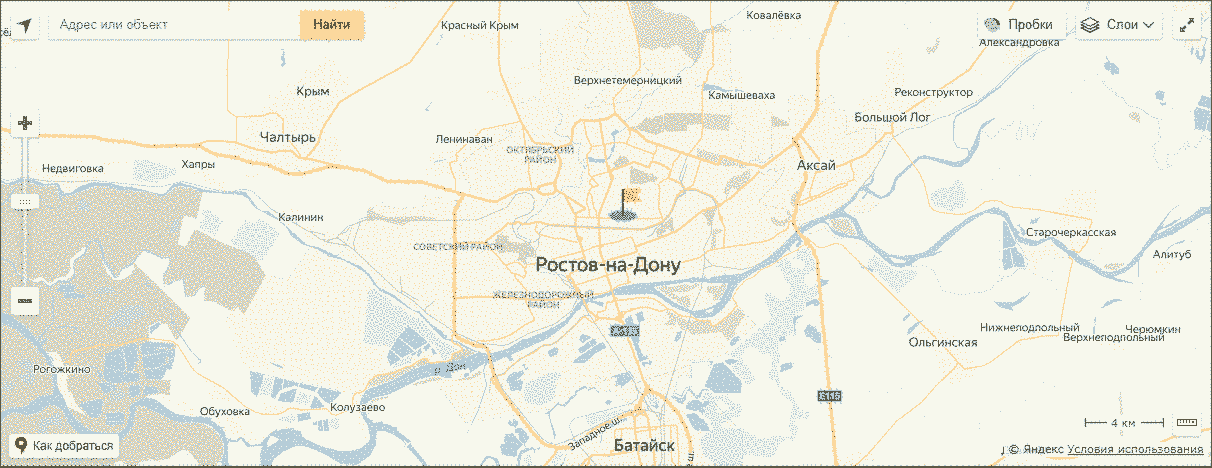 Адрес или объект
Найти
Красный Крым
Ковалёвка
Пробки
Слои
Александровка
Верхнетемерницкий
Камышеваха
Реконструктор
Крым
Большой Лог
Чалтырь
Ленинаван
ОКТЯБРЬСКИЙ
РАЙОН
Недвиговка
Хапры
Аксай
Калинин
Старочеркасская
СОВЕТСКИЙ РАЙОН
Алитуб
Ростов-на-Дону
ЖЕЛЕЗНОДОРОЖНЫЙ
РАЙОН
Нижнеподпольный
Черюмкин
Верхнеподпольный
Ольгинская
Рогожкино
р. Дон
E115
Обуховка
Колузаево
Западное ш.
4 км
Как добраться
Батайск
© Яндекс Условия использования